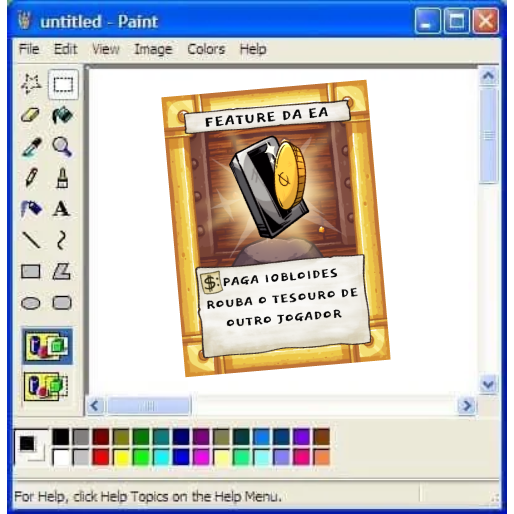 untitled - Paint
File Edit View Image Colors Help
FEATURE DA EA
$: PAGA 10BLOIDES
ROUBA O TESOURO DE
OUTRO JOGADOR
A
For Help, click Help Topics on the Help Menu.